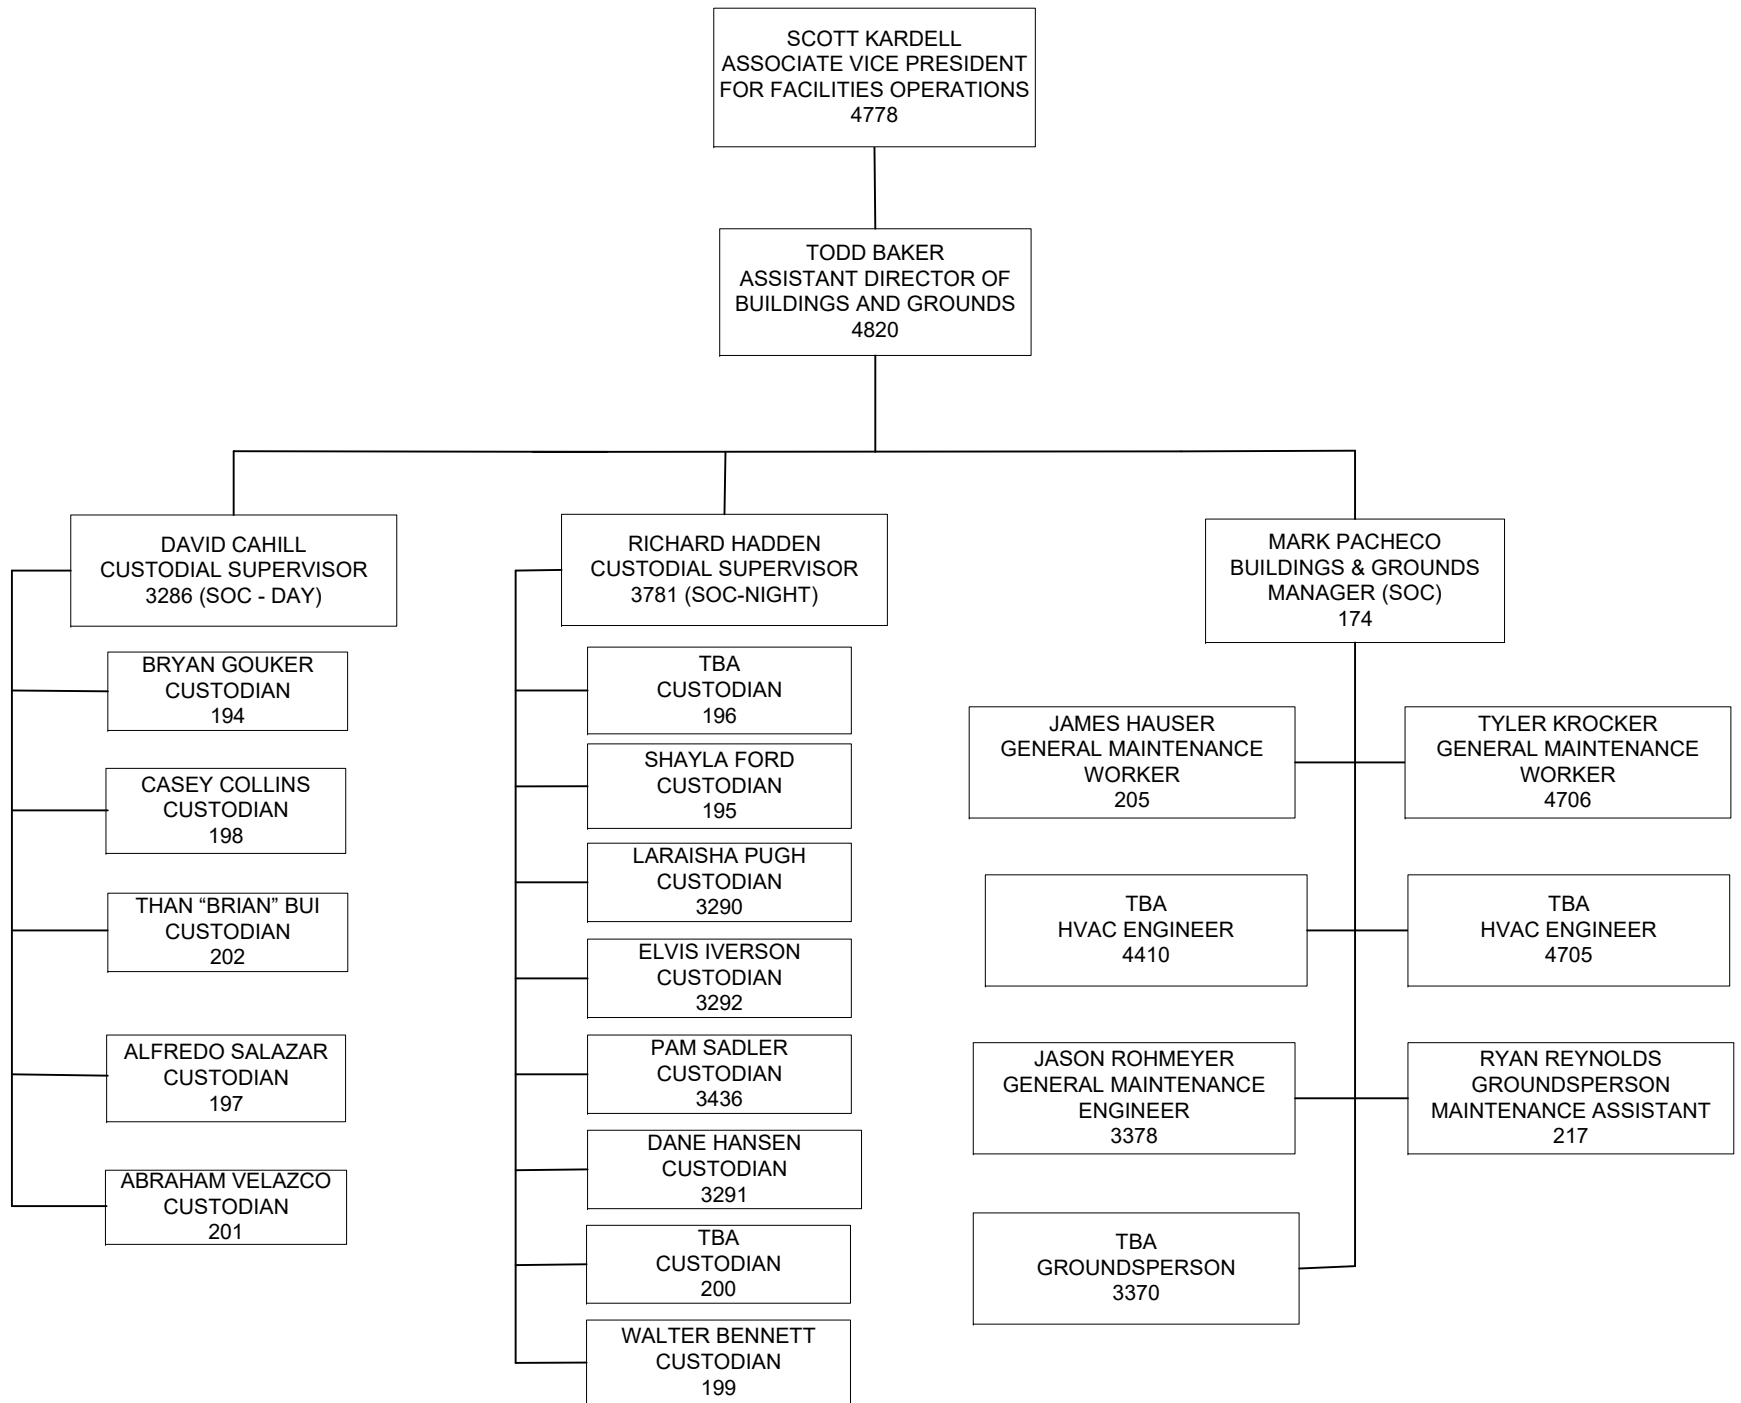 SCOTT KARDELL
ASSOCIATE VICE PRESIDENT
FOR FACILITIES OPERATIONS
4778
TODD BAKER
ASSISTANT DIRECTOR OF
BUILDINGS AND GROUNDS
4820
DAVID CAHILL
CUSTODIAL SUPERVISOR
3286 (SOC - DAY)
BRYAN GOUKER
CUSTODIAN
194
CASEY COLLINS
CUSTODIAN
198
THAN “BRIAN” BUI
CUSTODIAN
202
ALFREDO SALAZAR
CUSTODIAN
197
ABRAHAM VELAZCO
CUSTODIAN
201
RICHARD HADDEN
CUSTODIAL SUPERVISOR
3781 (SOC-NIGHT)
TBA
CUSTODIAN
196
SHAYLA FORD
CUSTODIAN
195
LARAISHA PUGH
CUSTODIAN
3290
ELVIS IVERSON
CUSTODIAN
3292
PAM SADLER
CUSTODIAN
3436
DANE HANSEN
CUSTODIAN
3291
TBA
CUSTODIAN
200
WALTER BENNETT
CUSTODIAN
199
MARK PACHECO
BUILDINGS & GROUNDS
MANAGER (SOC)
174
JAMES HAUSER
GENERAL MAINTENANCE
WORKER
205
TYLER KROCKER
GENERAL MAINTENANCE
WORKER
4706
TBA
HVAC ENGINEER
4410
TBA
HVAC ENGINEER
4705
JASON ROHMEYER
GENERAL MAINTENANCE
ENGINEER
3378
RYAN REYNOLDS
GROUNDSPERSON
MAINTENANCE ASSISTANT
217
TBA
GROUNDSPERSON
3370